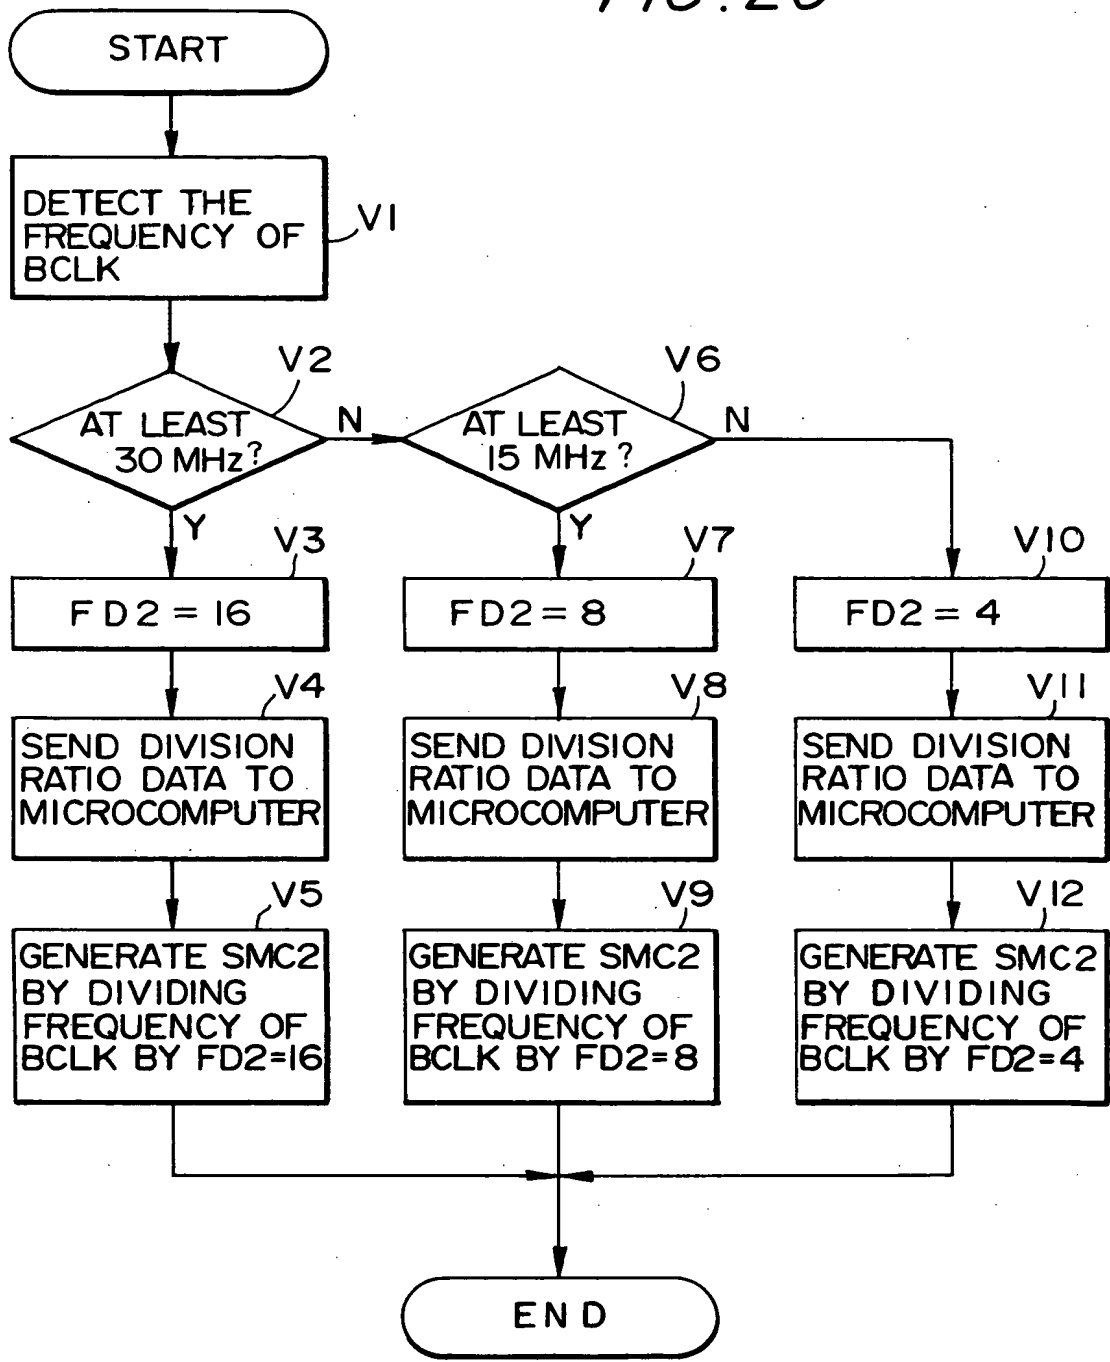 START
DETECT THE
FREQUENCY OF
BCLK
V1
V2
AT LEAST
30 MHz?
N
Y
V6
AT LEAST
15 MHz?
N
Y
V3
FD2 = 16
V7
FD2 = 8
V10
FD2 = 4
V4
SEND DIVISION
RATIO DATA TO
MICROCOMPUTER
V8
SEND DIVISION
RATIO DATA TO
MICROCOMPUTER
V11
SEND DIVISION
RATIO DATA TO
MICROCOMPUTER
V5
GENERATE SMC2
BY DIVIDING
FREQUENCY OF
BCLK BY FD2=16
V9
GENERATE SMC2
BY DIVIDING
FREQUENCY OF
BCLK BY FD2=8
V12
GENERATE SMC2
BY DIVIDING
FREQUENCY OF
BCLK BY FD2=4
END